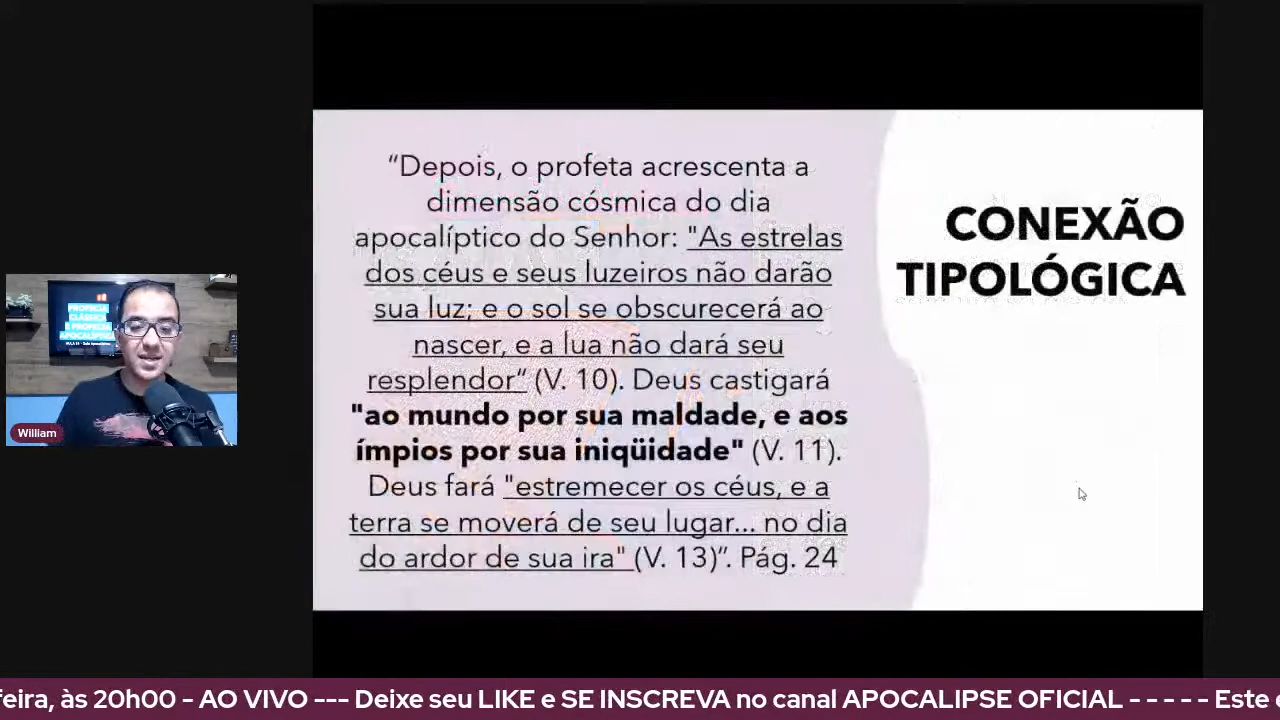 “Depois, o profeta acrescenta a
dimensão cósmica do dia
apocalíptico do Senhor: "As estrelas
dos céus e seus luzeiros não darão
sua luz; e o sol se obscurecerá ao
nascer, e a lua não dará seu
resplendor“ (V. 10). Deus castigará
"ao mundo por sua maldade, e aos
ímpios por sua iniqüidade" (V. 11).
Deus fará "estremecer os céus, e a
terra se moverá de seu lugar... no dia
do ardor de sua ira" (V. 13)”. Pág. 24
CONEXÃO
TIPOLÓGICA
PROFECIA
CLÁSSICA
E PROFECIA
APOCALÍPTICA
William
feira, às 20h00 - AO VIVO --- Deixe seu LIKE e SE INSCREVA no canal APOCALIPSE OFICIAL - - - - - Este